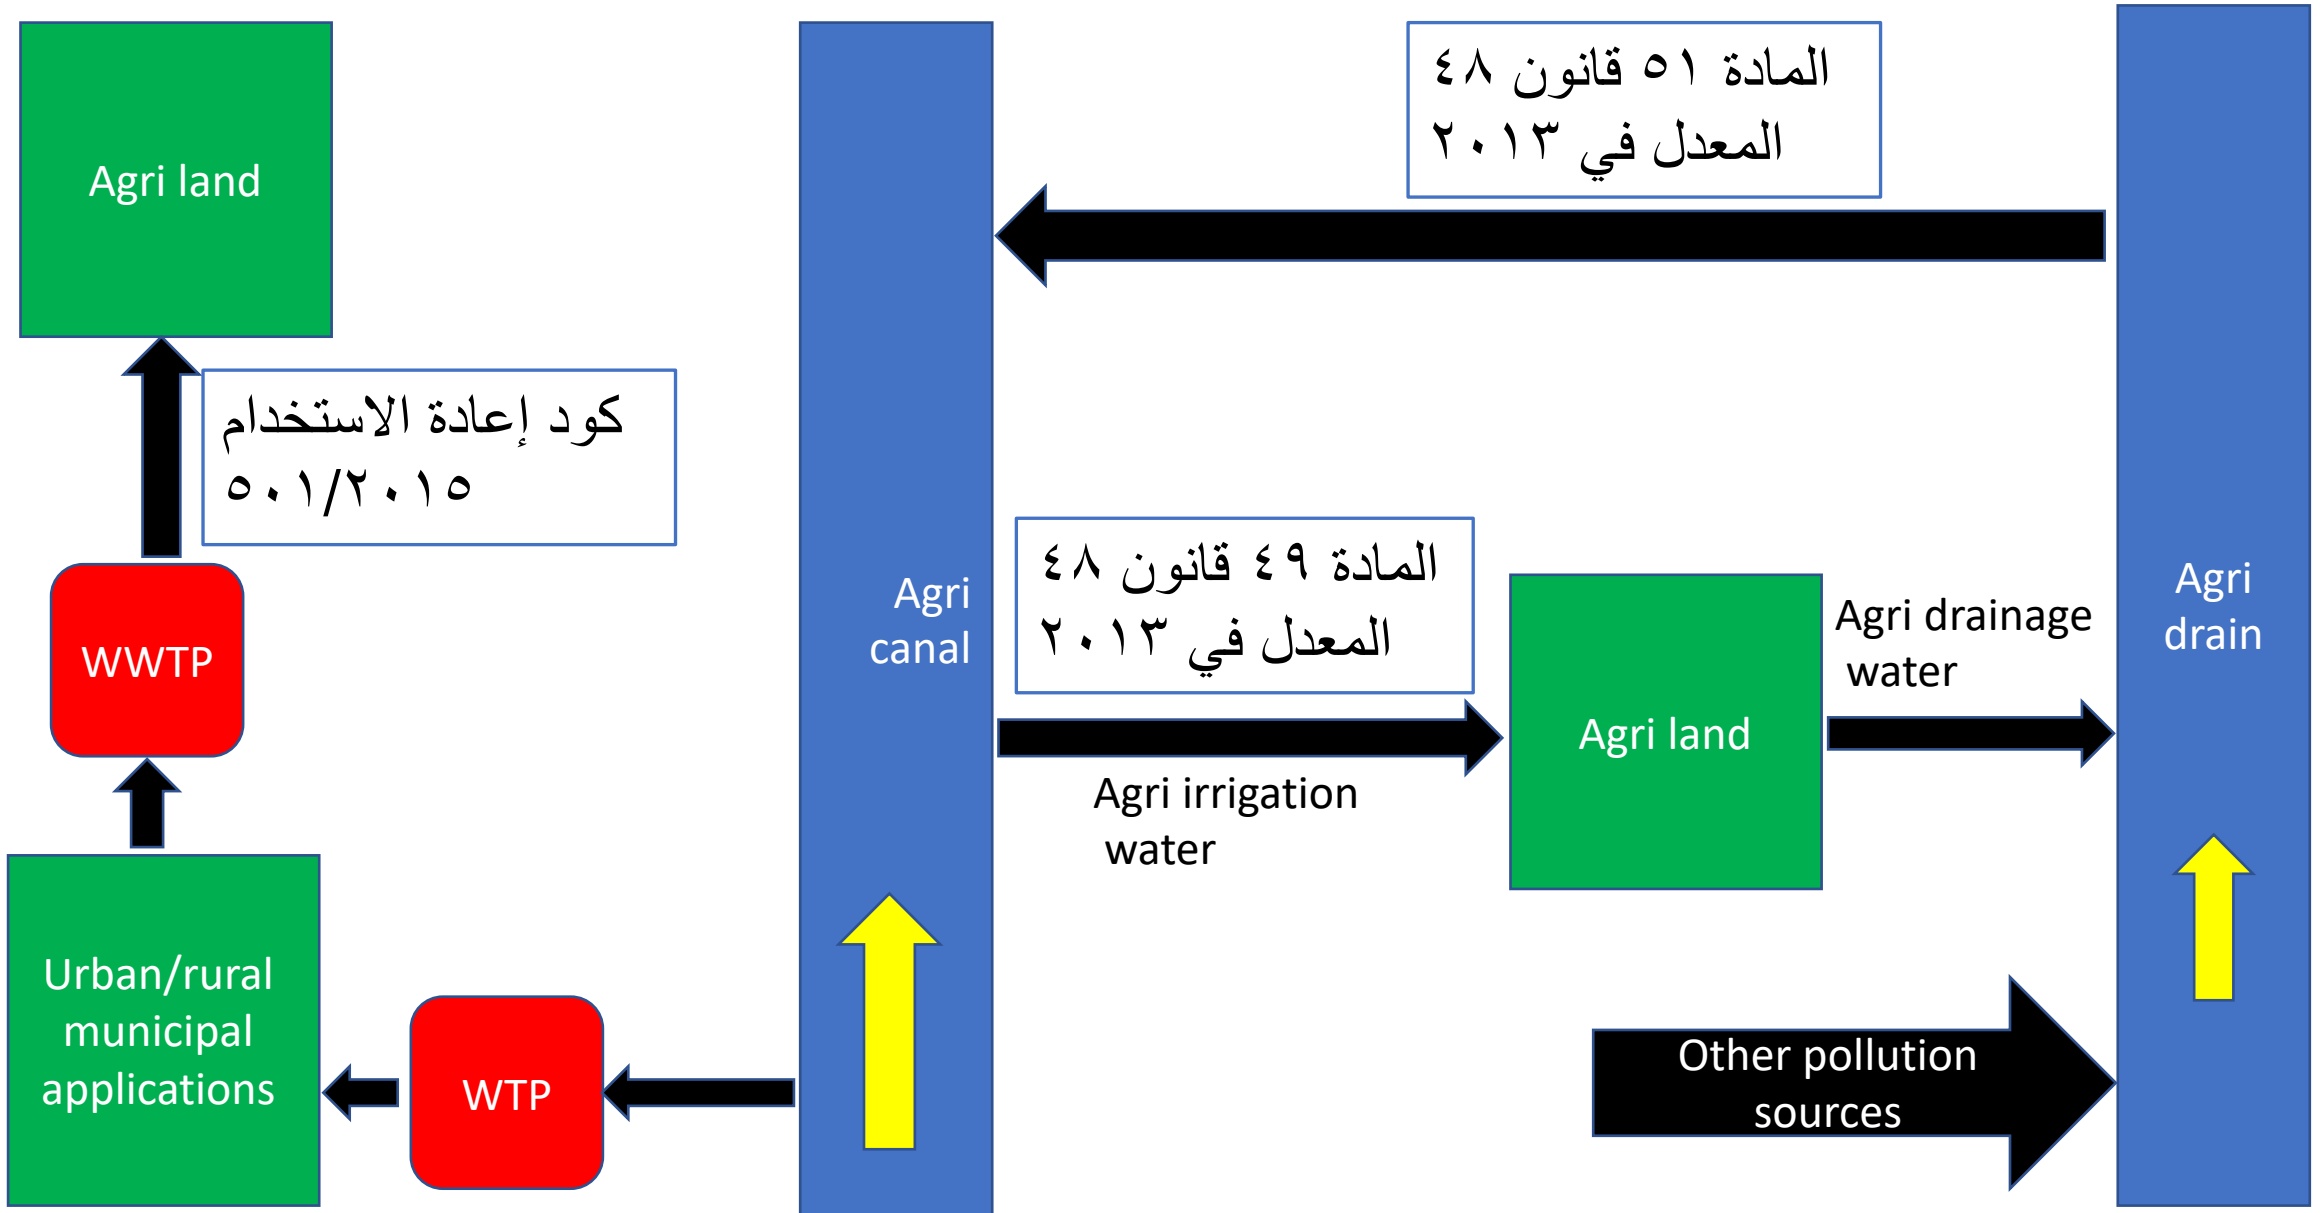 Agri land
المادة ٥١ قانون ٤٨
المعدل في ٢٠١٣
كود إعادة الاستخدام
٥٠١/٢٠١٥
WWTP
Agri
canal
المادة ٤٩ قانون ٤٨
المعدل في ٢٠١٣
Agri irrigation
water
Agri land
Agri drainage
water
Agri
drain
Urban/rural
municipal
applications
WTP
Other pollution
sources